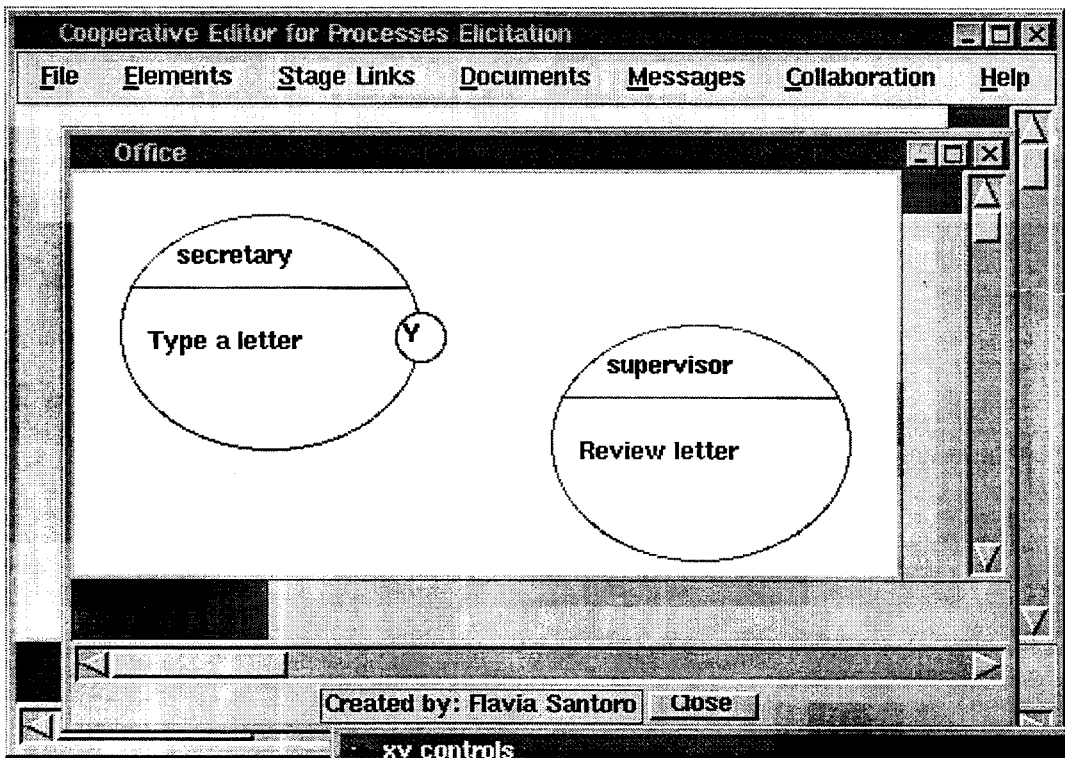 Cooperative Editor for Processes Elicitation
File Elements Stage Links Documents Messages Collaboration Help
Office
secretary
Type a letter
Y
supervisor
Review letter
Created by: Flavia Santoro Close
xy controls